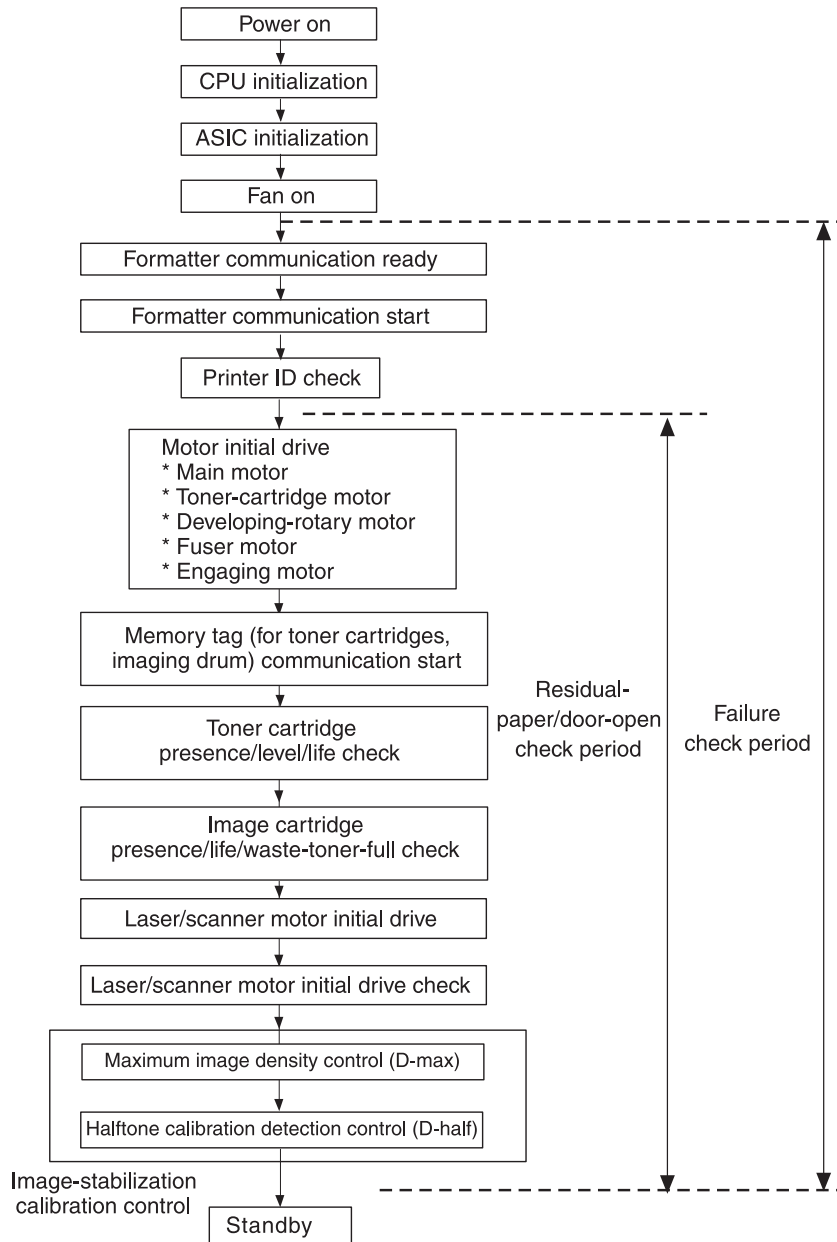 Power on
CPU initialization
ASIC initialization
Fan on
Formatter communication ready
Formatter communication start
Printer ID check
Motor initial drive
* Main motor
* Toner-cartridge motor
* Developing-rotary motor
* Fuser motor
* Engaging motor
Memory tag (for toner cartridges,
imaging drum) communication start
Toner cartridge
presence/level/life check
Image cartridge
presence/life/waste-toner-full check
Laser/scanner motor initial drive
Laser/scanner motor initial drive check
Maximum image density control (D-max)
Halftone calibration detection control (D-half)
Image-stabilization
calibration control
Standby
Residual-
paper/door-open
check period
Failure
check period